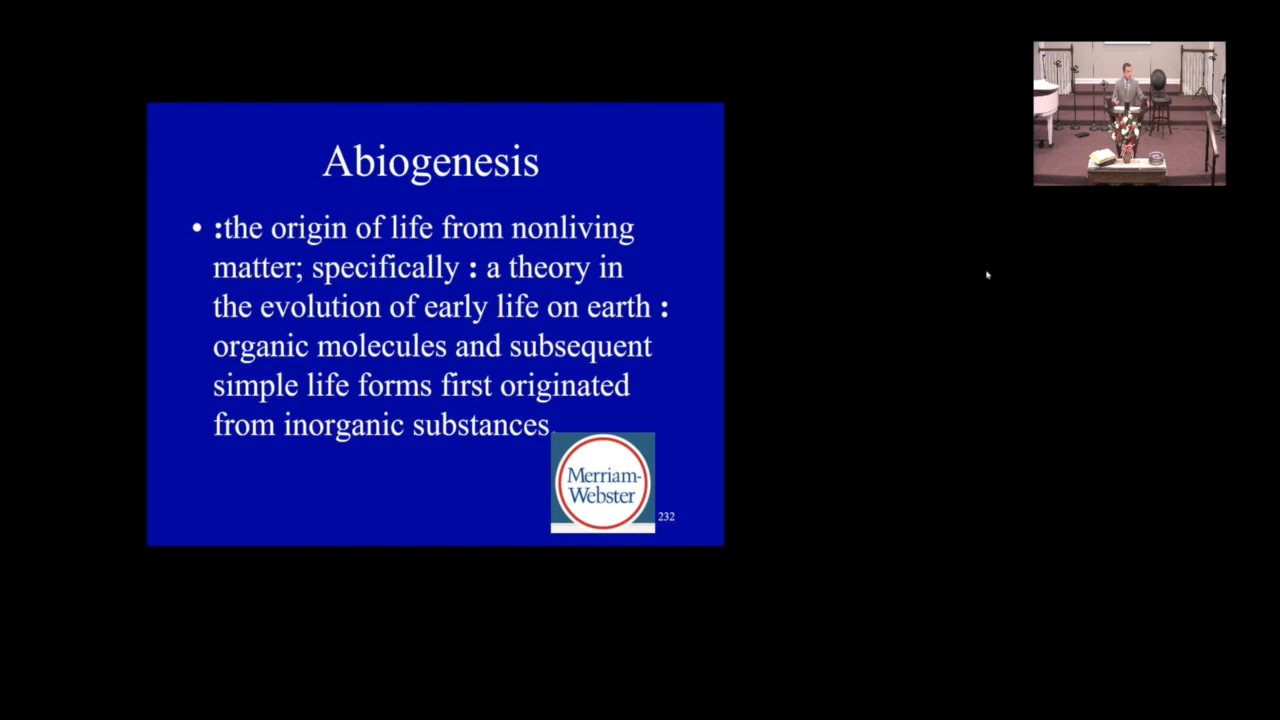 Abiogenesis
• :the origin of life from nonliving
matter; specifically : a theory in
the evolution of early life on earth :
organic molecules and subsequent
simple life forms first originated
from inorganic substances.
Merriam-
Webster
232